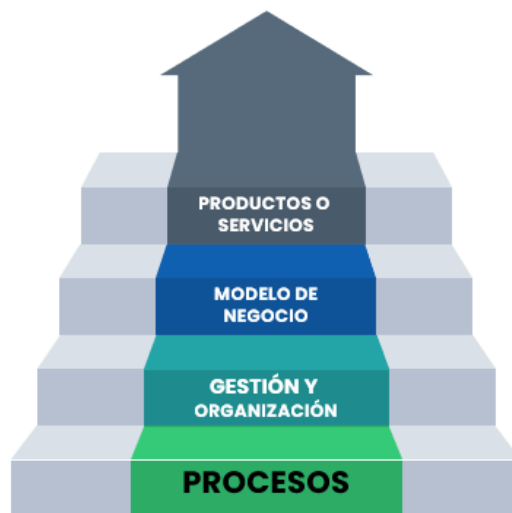 PRODUCTOS O
SERVICIOS
MODELO DE
NEGOCIO
GESTIÓN Y
ORGANIZACIÓN
PROCESOS